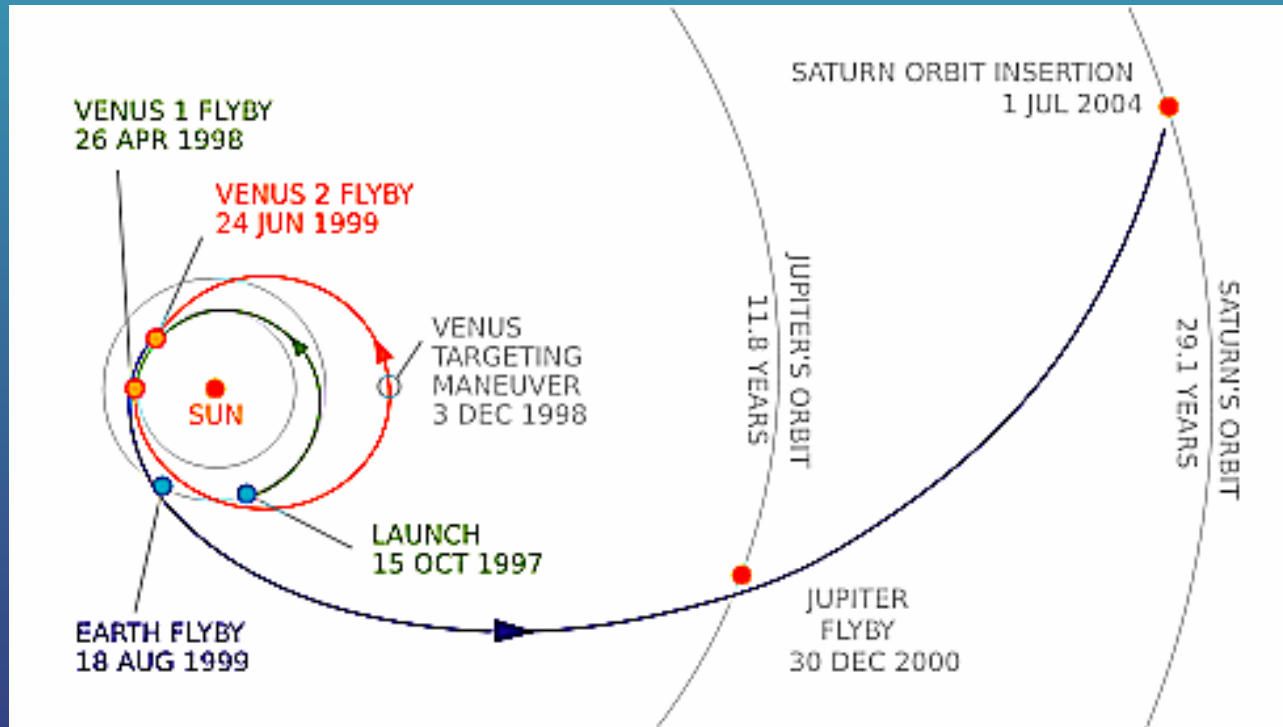 SATURN ORBIT INSERTION
1 JUL 2004
VENUS 1 FLYBY
26 APR 1998
VENUS 2 FLYBY
24 JUN 1999
SUN
VENUS
TARGETING
MANEUVER
3 DEC 1998
JUPITER'S ORBIT
11.8 YEARS
SATURN'S ORBIT
29.1 YEARS
LAUNCH
15 OCT 1997
EARTH FLYBY
18 AUG 1999
JUPITER
FLYBY
30 DEC 2000